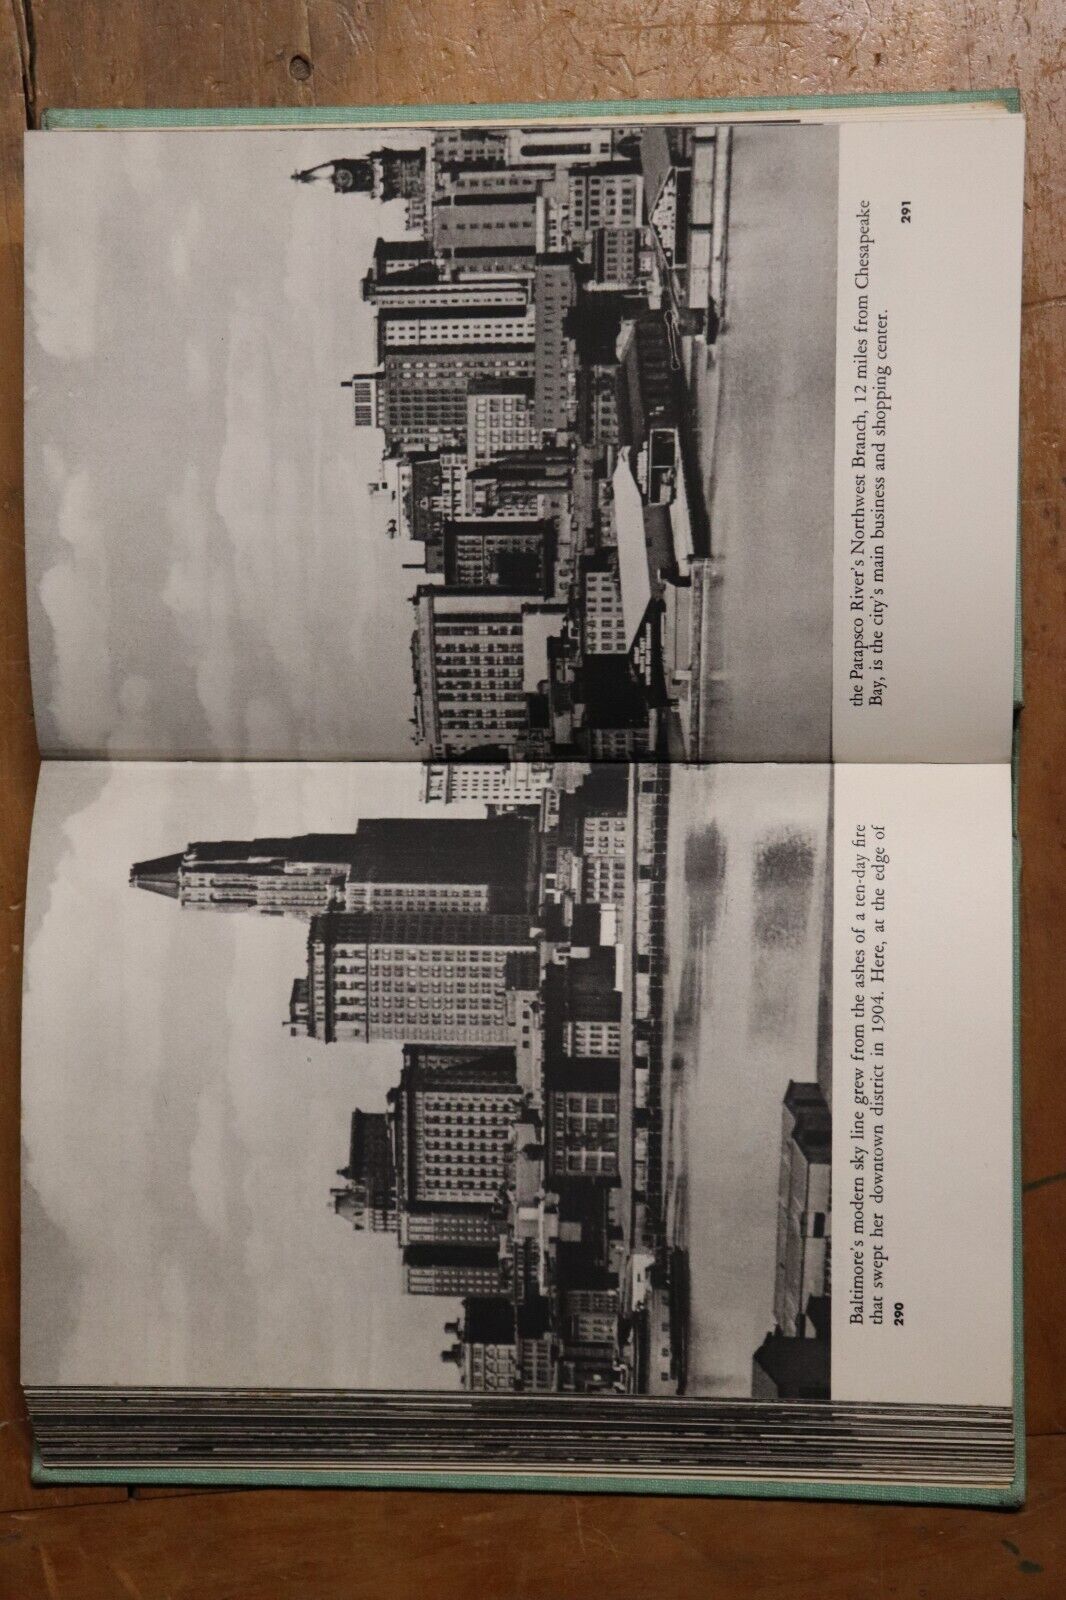 Baltimore's modern sky line grew from the ashes of a ten-day fire
that swept her downtown district in 1904. Here, at the edge of
290
the Patapsco River's Northwest Branch, 12 miles from Chesapeake
Bay, is the city's main business and shopping center.
291